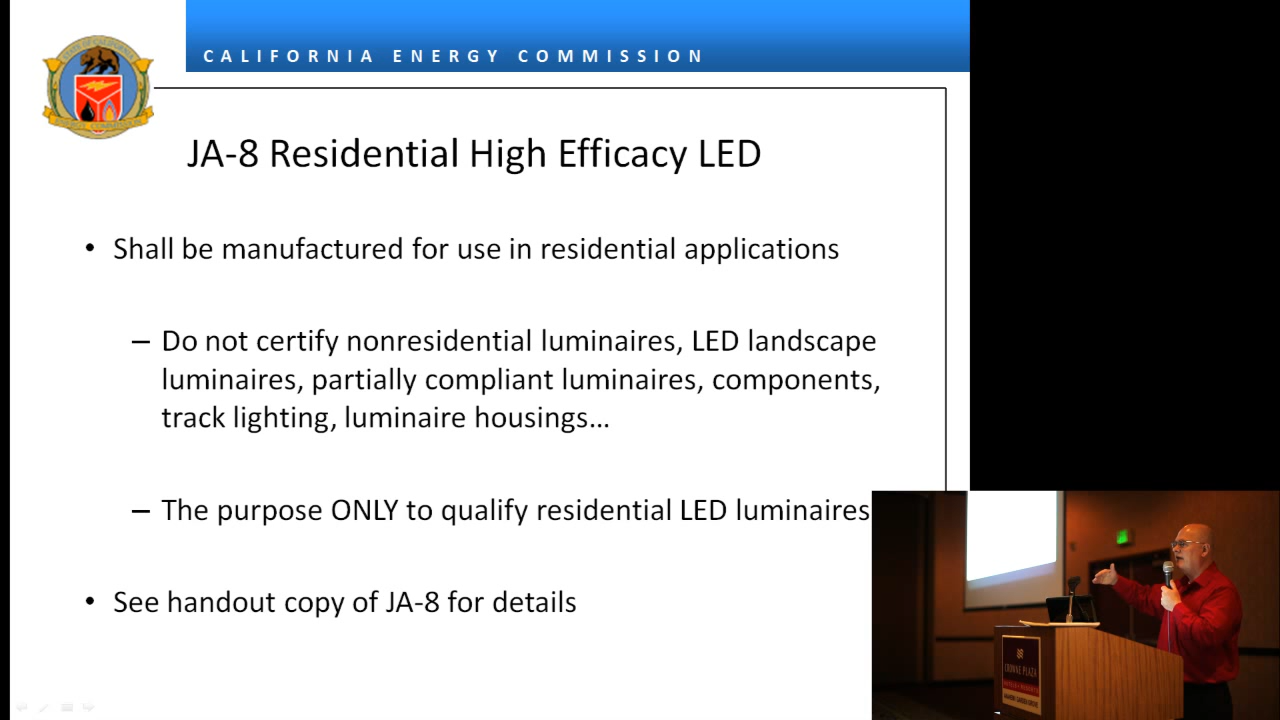 CALIFORNIA ENERGY COMMISSION
JA-8 Residential High Efficacy LED
• Shall be manufactured for use in residential applications
– Do not certify nonresidential luminaires, LED landscape
luminaires, partially compliant luminaires, components,
track lighting, luminaire housings…
– The purpose ONLY to qualify residential LED luminaires
• See handout copy of JA-8 for details
CROWNE PLAZA